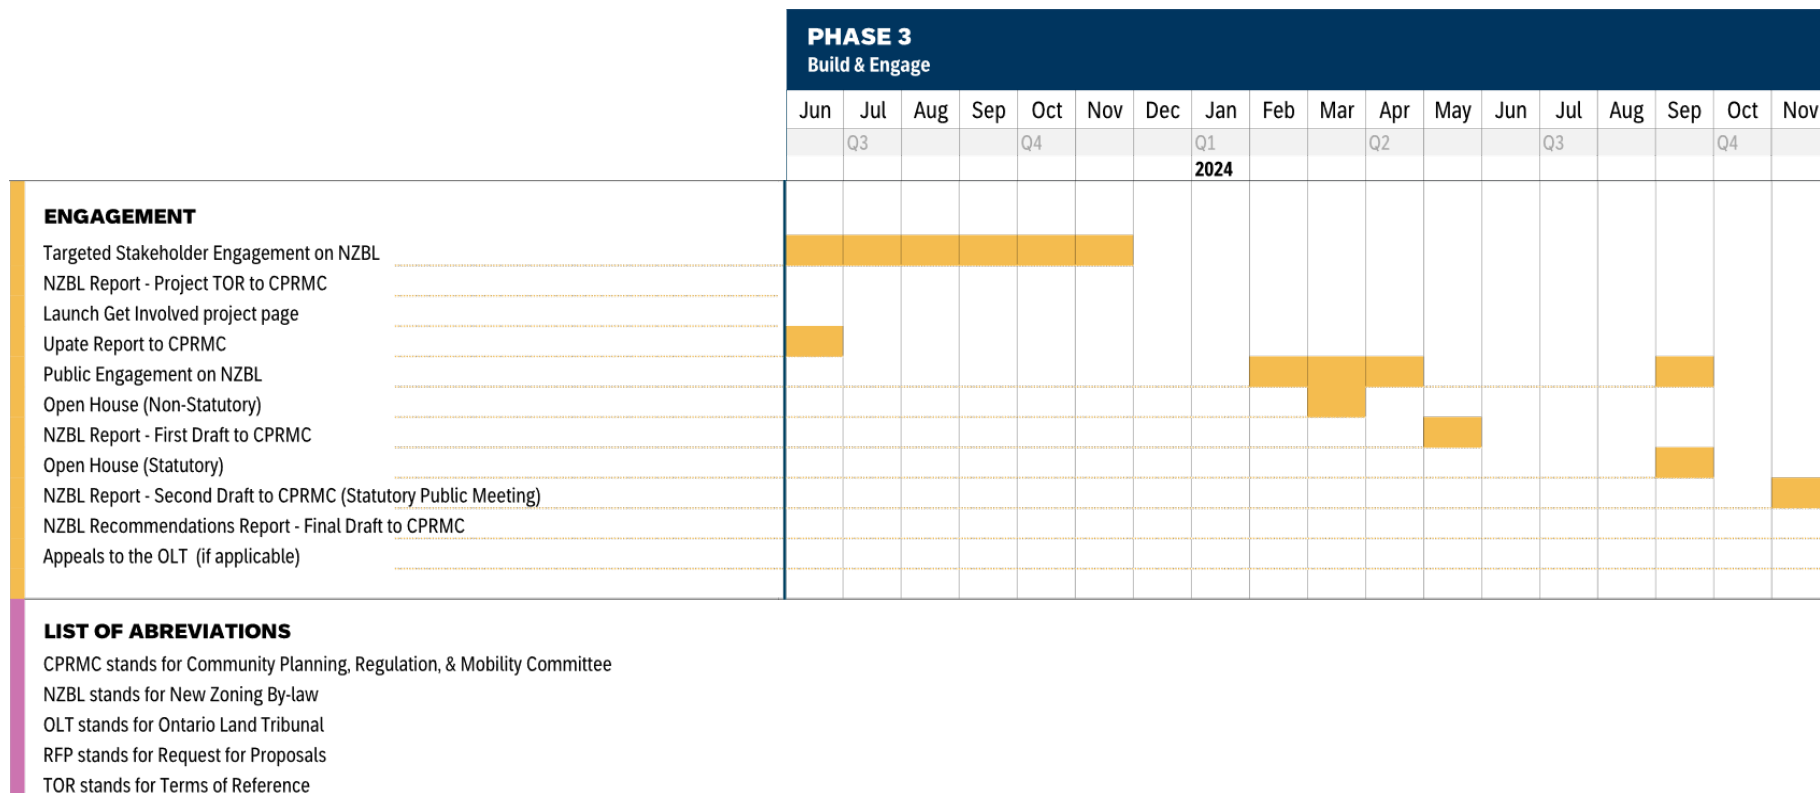 PHASE 3
Build & Engage
Jun Jul Aug Sep Oct Nov Dec Jan Feb Mar Apr May Jun Jul Aug Sep Oct Nov
Q3 Q4 Q1 Q2 Q3 Q4
2024
ENGAGEMENT
Targeted Stakeholder Engagement on NZBL
NZBL Report - Project TOR to CPRMC
Launch Get Involved project page
Upate Report to CPRMC
Public Engagement on NZBL
Open House (Non-Statutory)
NZBL Report - First Draft to CPRMC
Open House (Statutory)
NZBL Report - Second Draft to CPRMC (Statutory Public Meeting)
NZBL Recommendations Report - Final Draft to CPRMC
Appeals to the OLT (if applicable)
LIST OF ABREVIATIONS
CPRMC stands for Community Planning, Regulation, & Mobility Committee
NZBL stands for New Zoning By-law
OLT stands for Ontario Land Tribunal
RFP stands for Request for Proposals
TOR stands for Terms of Reference